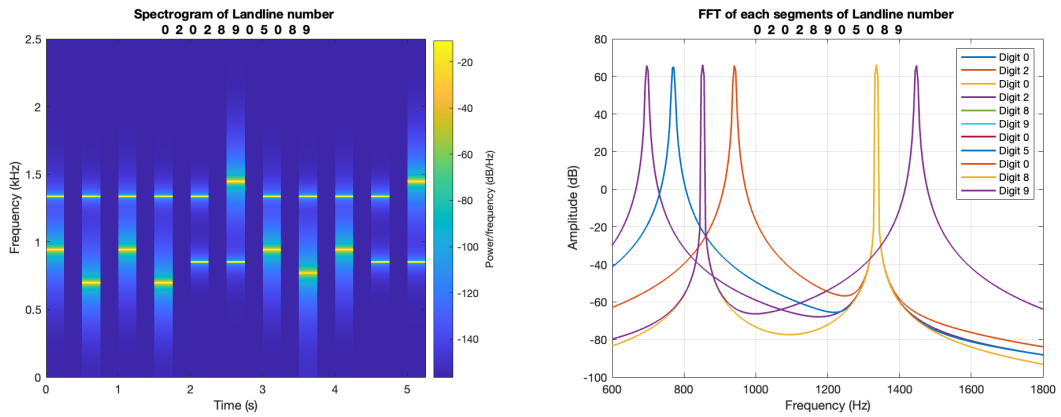 Spectrogram of Landline number
0 2 0 2 8 9 0 5 0 8 9
2.5
2
1.5
1
0.5
0
Frequency (kHz)
0
1
2
3
4
5
Time (s)
-20
-40
-60
-80
-100
-120
-140
Power/frequency (dB/Hz)
FFT of each segments of Landline number
0 2 0 2 8 9 0 5 0 8 9
80
60
40
20
0
-20
-40
-60
-80
-100
Amplitude (dB)
600
800
1000
1200
1400
1600
1800
Frequency (Hz)
Digit 0
Digit 2
Digit 0
Digit 2
Digit 8
Digit 9
Digit 0
Digit 5
Digit 0
Digit 8
Digit 9